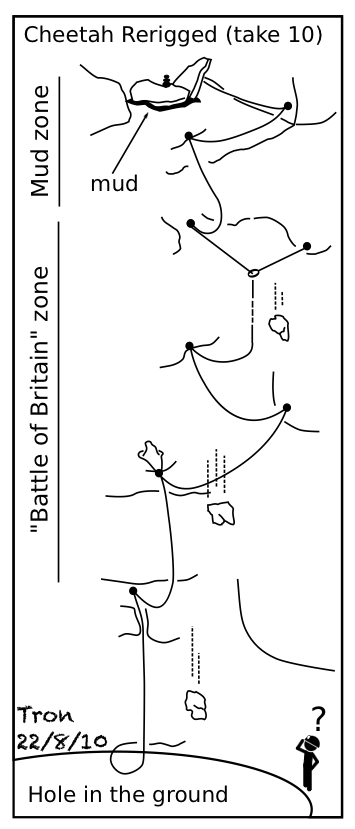 Cheetah Rerigged (take 10)
Mud zone
mud
"Battle of Britain" zone
Tron
22/8/10
?
Hole in the ground